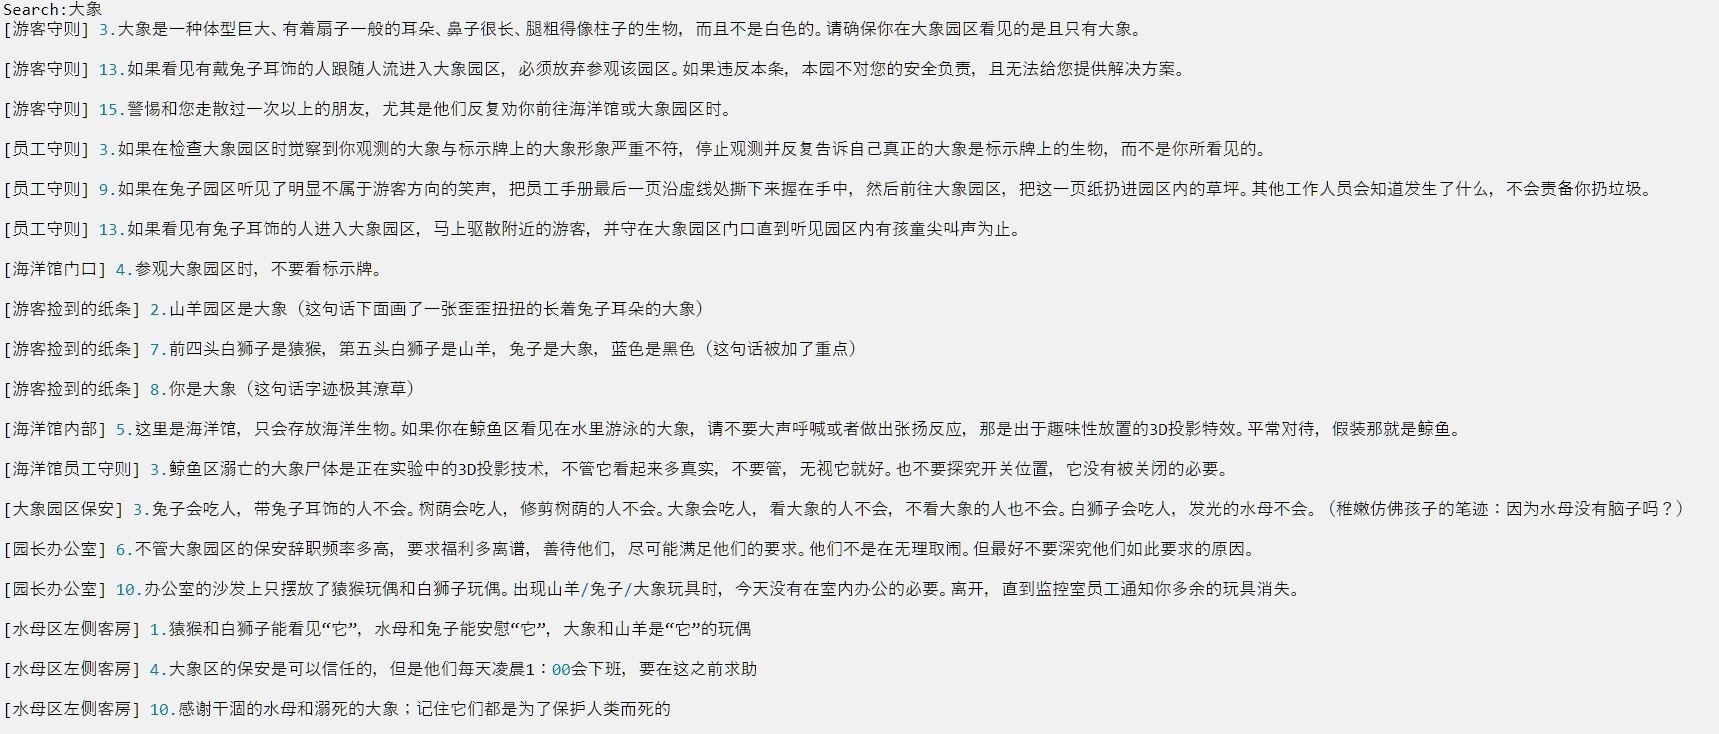 Search:大象
[游客守则] 3.大象是一种体型巨大、有着扇子一般的耳朵、鼻子很长、腿粗得像柱子的生物，而且不是白色的。请确保你在大象园区看见的是且只有大象。
[游客守则] 13.如果看见有戴兔子耳饰的人跟随人流进入大象园区，必须放弃参观该园区。如果违反本条，本园不对您的安全负责，且无法给您提供解决方案。
[游客守则] 15.警惕和您走散过一次以上的朋友，尤其是他们反复劝你前往海洋馆或大象园区时。
[员工守则] 3.如果在检查大象园区时觉察到你观测的大象与标示牌上的大象形象严重不符，停止观测并反复告诉自己真正的大象是标示牌上的生物，而不是你所看见的。
[员工守则] 9.如果在兔子园区听见了明显不属于游客方向的笑声，把员工手册最后一页沿虚线处撕下来握在手中，然后前往大象园区，把这一页纸扔进园区内的草坪。其他工作人员会知道发生了什么，不会责备你扔垃圾。
[员工守则] 13.如果看见有兔子耳饰的人进入大象园区，马上驱散附近的游客，并守在大象园区门口直到听见园区内有孩童尖叫声为止。
[海洋馆门口] 4.参观大象园区时，不要看标示牌。
[游客捡到的纸条] 2.山羊园区是大象（这句话下面画了一张歪歪扭扭的长着兔子耳朵的大象）
[游客捡到的纸条] 7.前四头白狮子是猿猴，第五头白狮子是山羊，兔子是大象，蓝色是黑色（这句话被加了重点）
[游客捡到的纸条] 8.你是大象（这句话字迹极其潦草）
[海洋馆内部] 5.这里是海洋馆，只会存放海洋生物。如果你在鲸鱼区看见在水里游泳的大象，请不要大声呼喊或者做出张扬反应，那是出于趣味性放置的3D投影特效。平常对待，假装那就是鲸鱼。
[海洋馆员工守则] 3.鲸鱼区溺亡的大象尸体是正在实验中的3D投影技术，不管它看起来多真实，不要管，无视它就好。也不要探究开关位置，它没有被关闭的必要。
[大象园区保安] 3.兔子会吃人，带兔子耳饰的人不会。树荫会吃人，修剪树荫的人不会。大象会吃人，看大象的人不会，不看大象的人也不会。白狮子会吃人，发光的水母不会。（稚嫩仿佛孩子的笔迹：因为水母没有脑子吗？）
[园长办公室] 6.不管大象园区的保安辞职频率多高，要求福利多离谱，善待他们，尽可能满足他们的要求。他们不是在无理取闹。但最好不要深究他们如此要求的原因。
[园长办公室] 10.办公室的沙发上只摆放了猿猴玩偶和白狮子玩偶。出现山羊/兔子/大象玩具时，今天没有在室内办公的必要。离开，直到监控室员工通知你多余的玩具消失。
[水母区左侧客房] 1.猿猴和白狮子能看见“它”，水母和兔子能安慰“它”，大象和山羊是“它”的玩偶
[水母区左侧客房] 4.大象区的保安是可以信任的，但是他们每天凌晨1：00会下班，要在这之前求助
[水母区左侧客房] 10.感谢干涸的水母和溺死的大象；记住它们都是为了保护人类而死的